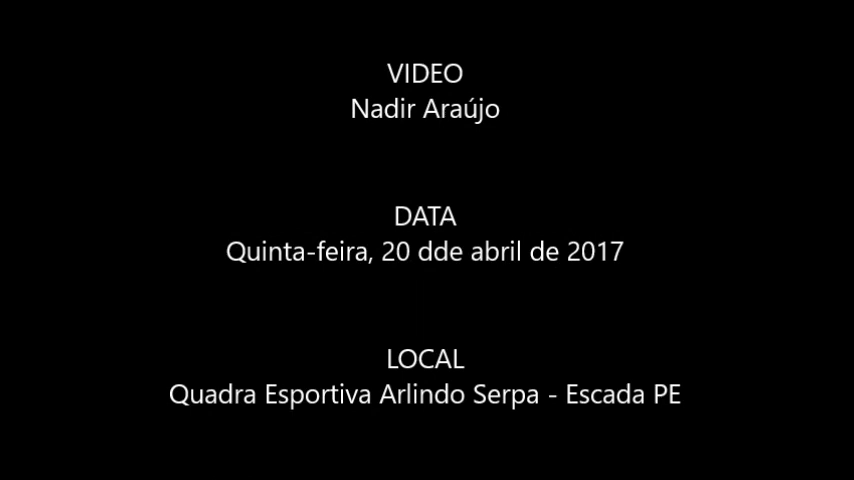 VIDEO
Nadir Araújo
DATA
Quinta-feira, 20 dde abril de 2017
LOCAL
Quadra Esportiva Arlindo Serpa - Escada PE